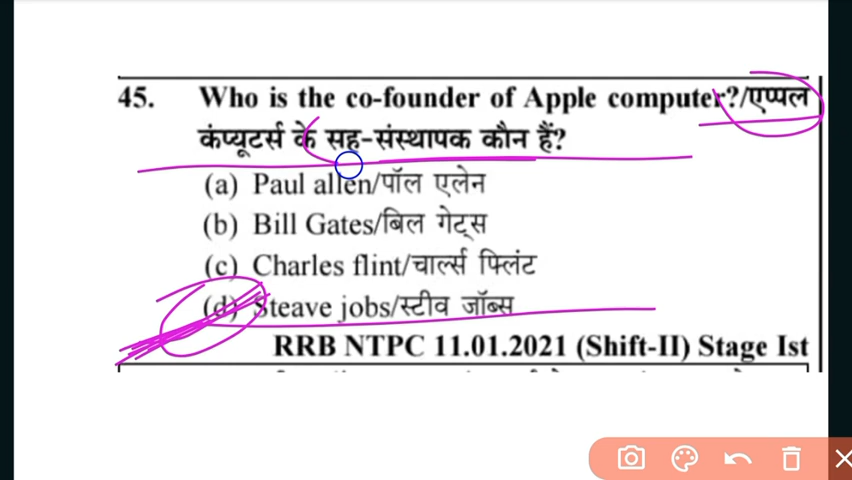 45. Who is the co-founder of Apple computer?/एप्पल
कंप्यूटर्स के सह-संस्थापक कौन हैं?
(a) Paul allen/पॉल एलेन
(b) Bill Gates/बिल गेट्स
(c) Charles flint/चार्ल्स फ्लिंट
(d) Steave jobs/स्टीव जॉब्स
RRB NTPC 11.01.2021 (Shift-II) Stage Ist